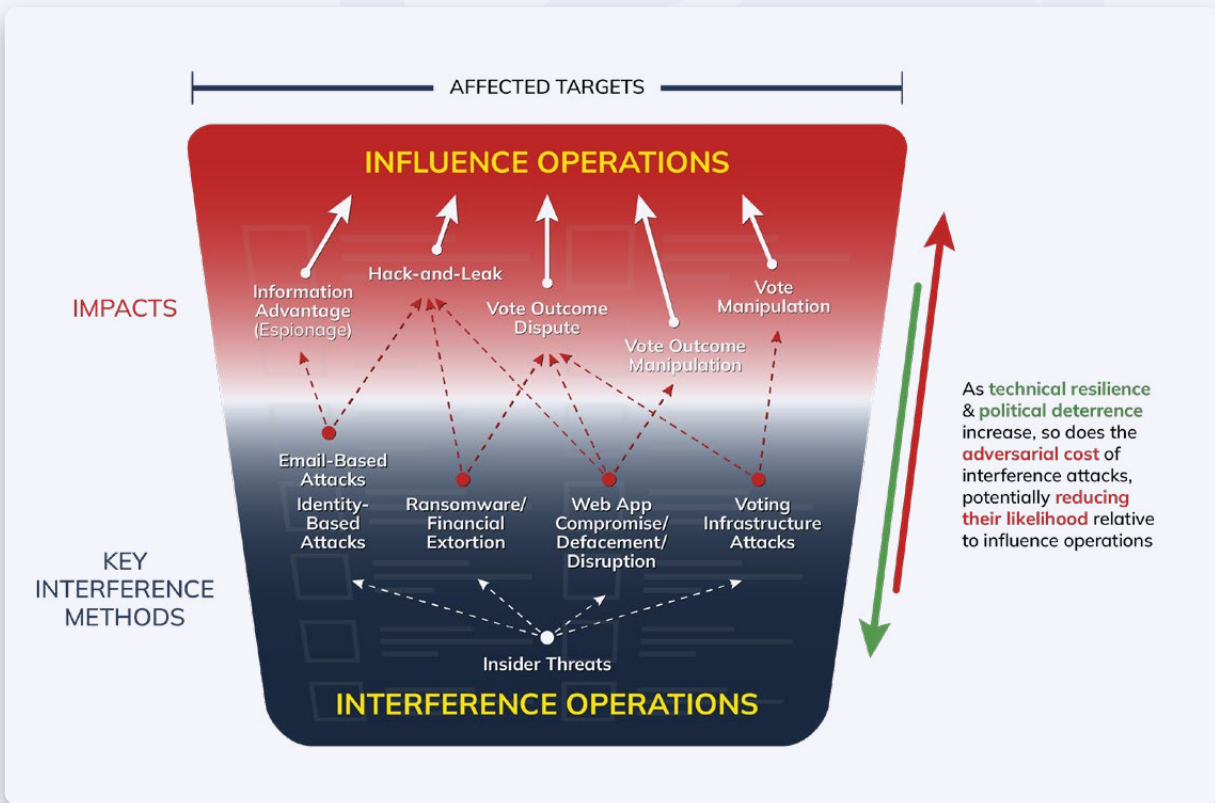 AFFECTED TARGETS
INFLUENCE OPERATIONS
IMPACTS
Information
Advantage
(Espionage)
Hack-and-Leak
Vote Outcome
Dispute
Vote Outcome
Manipulation
Vote
Manipulation
As technical resilience
& political deterrence
increase, so does the
adversarial cost of
interference attacks,
potentially reducing
their likelihood relative
to influence operations
KEY
INTERFERENCE
METHODS
Email-Based
Attacks
Identity-
Based
Attacks
Ransomware/
Financial
Extortion
Web App
Compromise/
Defacement/
Disruption
Voting
Infrastructure
Attacks
Insider Threats
INTERFERENCE OPERATIONS